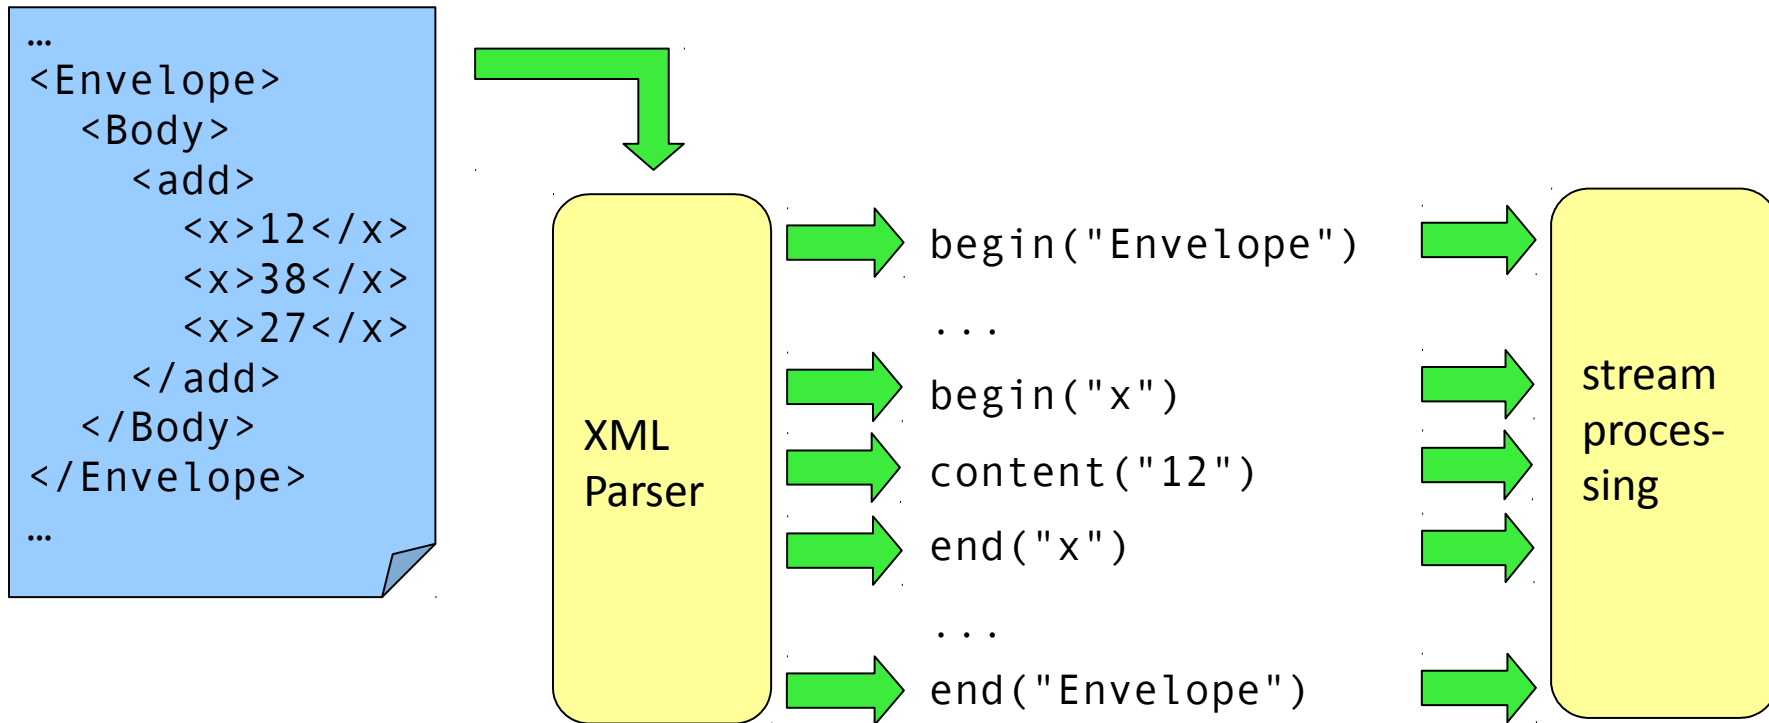 …
<Envelope>
  <Body>
    <add>
      <x>12</x>
      <x>38</x>
      <x>27</x>
    </add>
  </Body>
</Envelope>
…
XML
Parser
begin("Envelope")
...
begin("x")
content("12")
end("x")
...
end("Envelope")
stream
proces-
sing